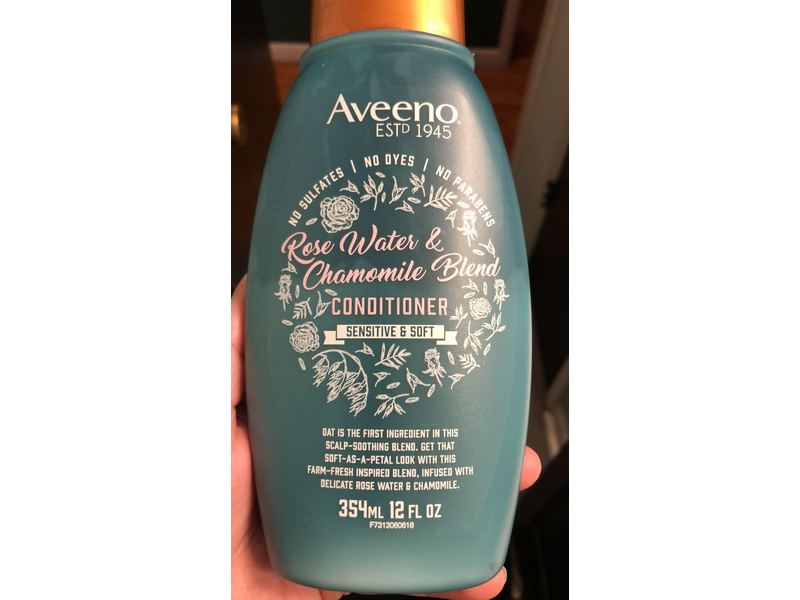 Aveeno®
ESTD 1945
NO SULFATES | NO DYES | NO PARABENS
Rose Water &
Chamomile Blend
CONDITIONER
SENSITIVE & SOFT
OAT IS THE FIRST INGREDIENT IN THIS
SCALP-SOOTHING BLEND. GET THAT
SOFT-AS-A-PETAL LOOK WITH THIS
FARM-FRESH INSPIRED BLEND, INFUSED WITH
DELICATE ROSE WATER & CHAMOMILE.
354ML 12 FL OZ
F7313060618